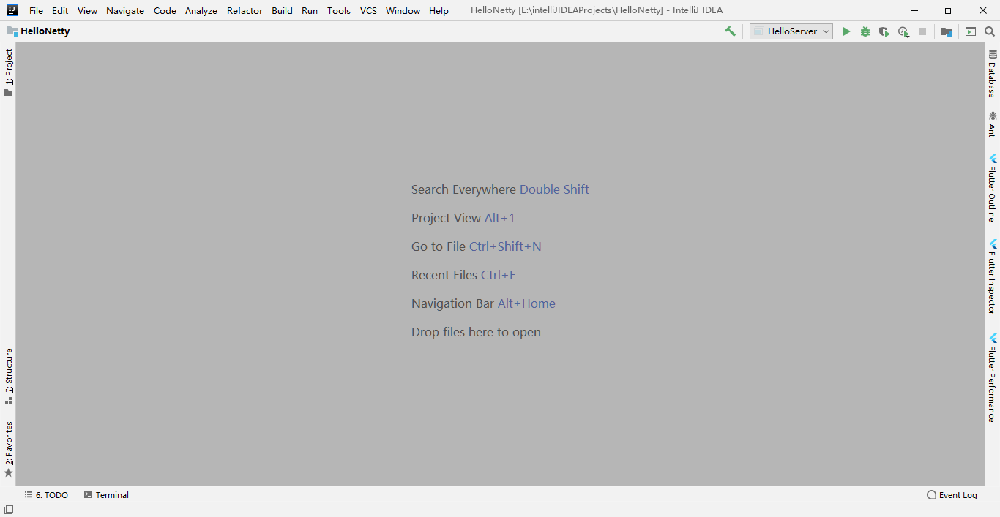 IJ File Edit View Navigate Code Analyze Refactor Build Run Tools VCS Window Help HelloNetty [E:\intelliJIDEAProjects\HelloNetty] - IntelliJ IDEA
HelloNetty HelloServer
1: Project
7: Structure
2: Favorites
Search Everywhere Double Shift
Project View Alt+1
Go to File Ctrl+Shift+N
Recent Files Ctrl+E
Navigation Bar Alt+Home
Drop files here to open
Database
Ant
Flutter Outline
Flutter Inspector
Flutter Performance
6: TODO Terminal Event Log